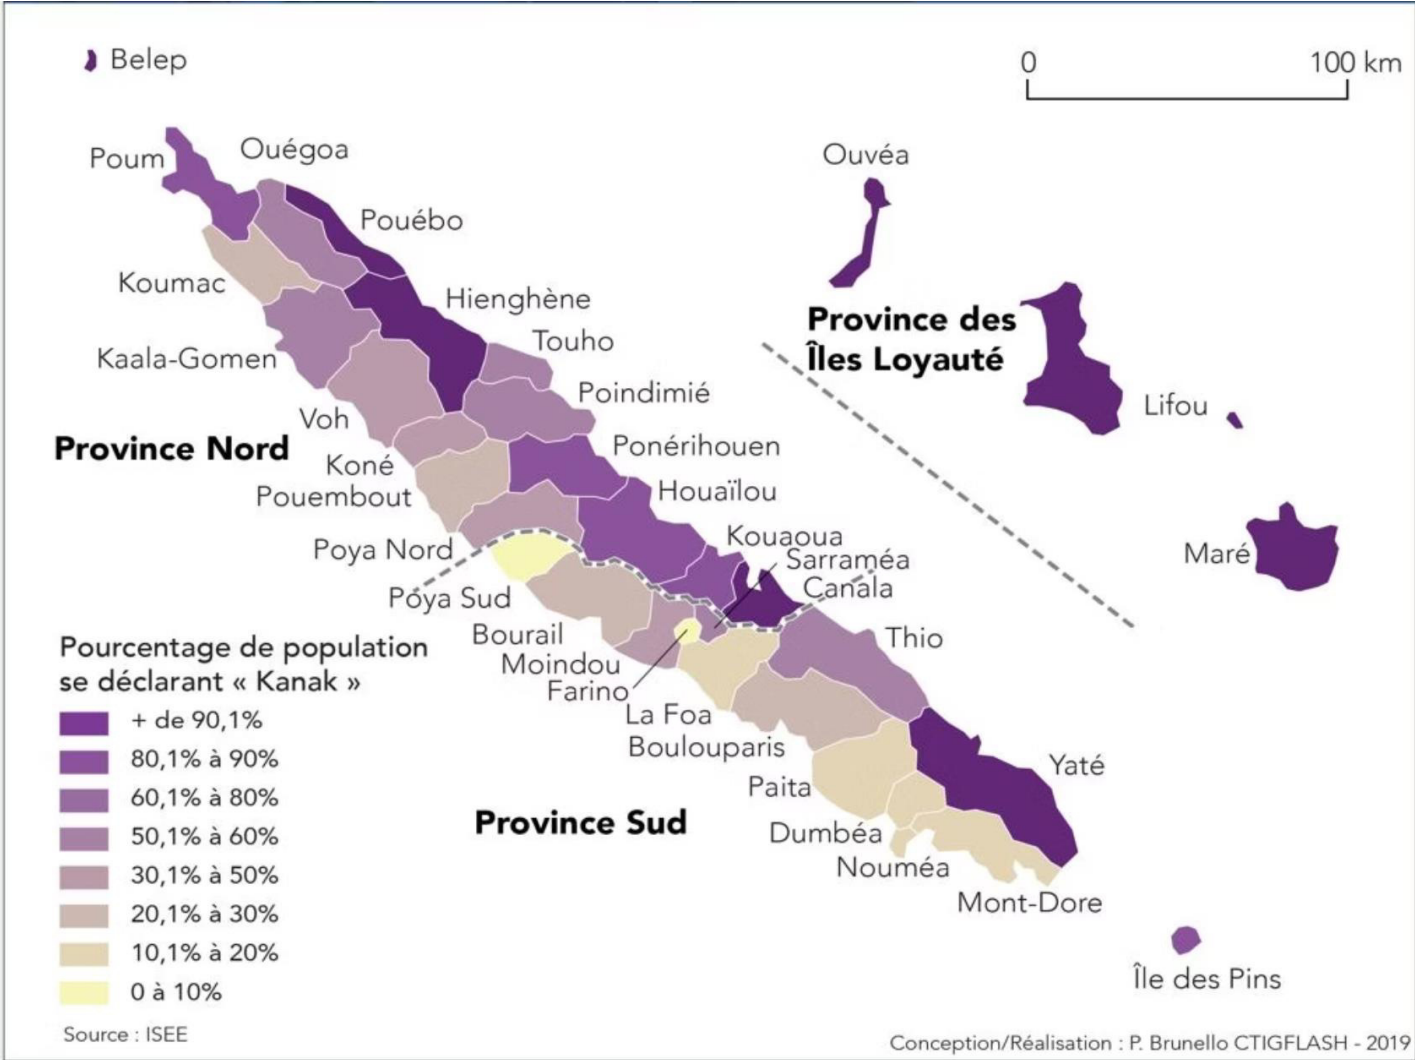 Belep
0
100 km
Poum
Ouégoa
Ouvéa
Pouébo
Koumac
Hienghène
Province des
Îles Loyauté
Touho
Kaala-Gomen
Poindimié
Lifou
Voh
Province Nord
Ponérihouen
Koné
Houaïlou
Pouembout
Kouaoua
Poya Nord
Sarraméa
Maré
Canala
Póya Sud
Bourail
Thio
Pourcentage de population
se déclarant « Kanak »
Moindou
Farino
La Foa
+ de 90,1%
Boulouparis
80,1% à 90%
Yaté
Paita
60,1% à 80%
Province Sud
50,1% à 60%
Dumbéa
Nouméa
30,1% à 50%
Mont-Dore
20,1% à 30%
10,1% à 20%
Île des Pins
0 à 10%
Source : ISEE
Conception/Réalisation : P. Brunello CTIGFLASH - 2019